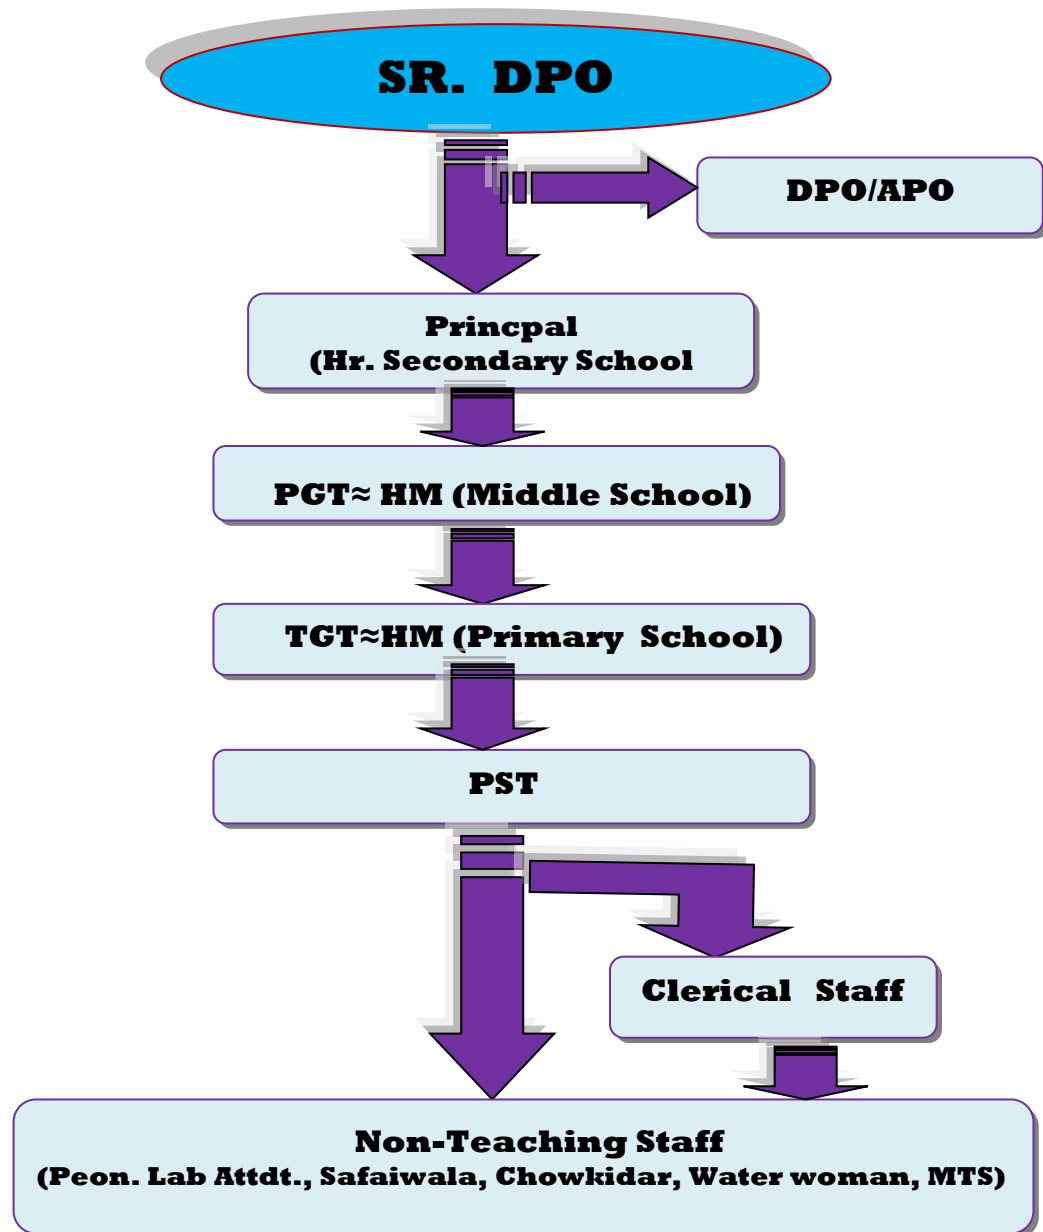 SR. DPO
DPO/APO
Princpal
(Hr. Secondary School
PGT≈ HM (Middle School)
TGT≈HM (Primary School)
PST
Clerical Staff
Non-Teaching Staff
(Peon. Lab Attdt., Safaiwala, Chowkidar, Water woman, MTS)